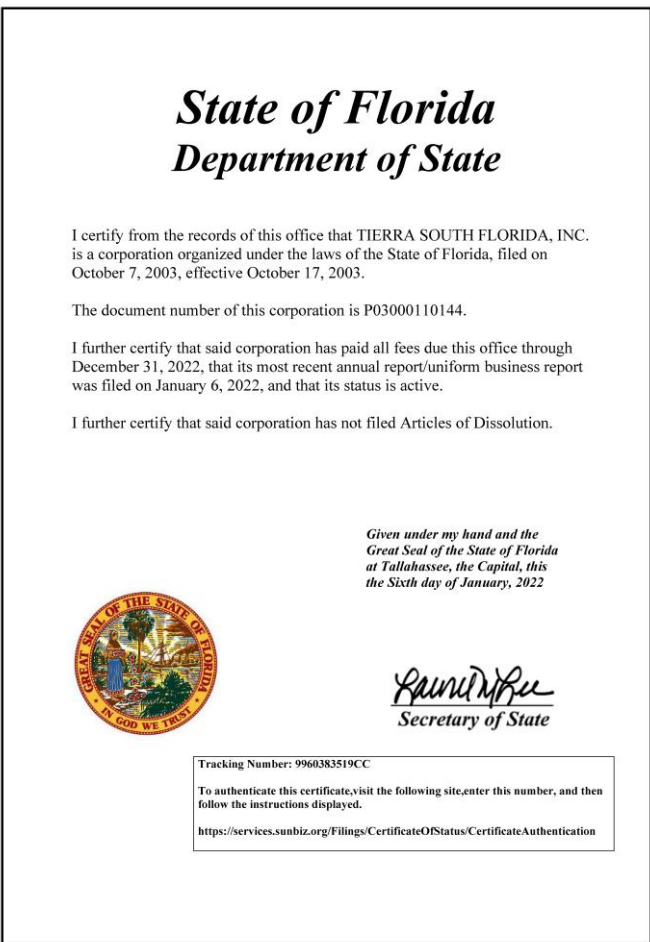 State of Florida
Department of State
I certify from the records of this office that TIERRA SOUTH FLORIDA, INC.
is a corporation organized under the laws of the State of Florida, filed on
October 7, 2003, effective October 17, 2003.
The document number of this corporation is P03000110144.
I further certify that said corporation has paid all fees due this office through
December 31, 2022, that its most recent annual report/uniform business report
was filed on January 6, 2022, and that its status is active.
I further certify that said corporation has not filed Articles of Dissolution.
Given under my hand and the
Great Seal of the State of Florida
at Tallahassee, the Capital, this
the Sixth day of January, 2022
GREAT SEAL OF THE STATE OF FLORIDA
IN GOD WE TRUST
Secretary of State
Tracking Number: 9960383519CC
To authenticate this certificate,visit the following site,enter this number, and then
follow the instructions displayed.
https://services.sunbiz.org/Filings/CertificateOfStatus/CertificateAuthentication